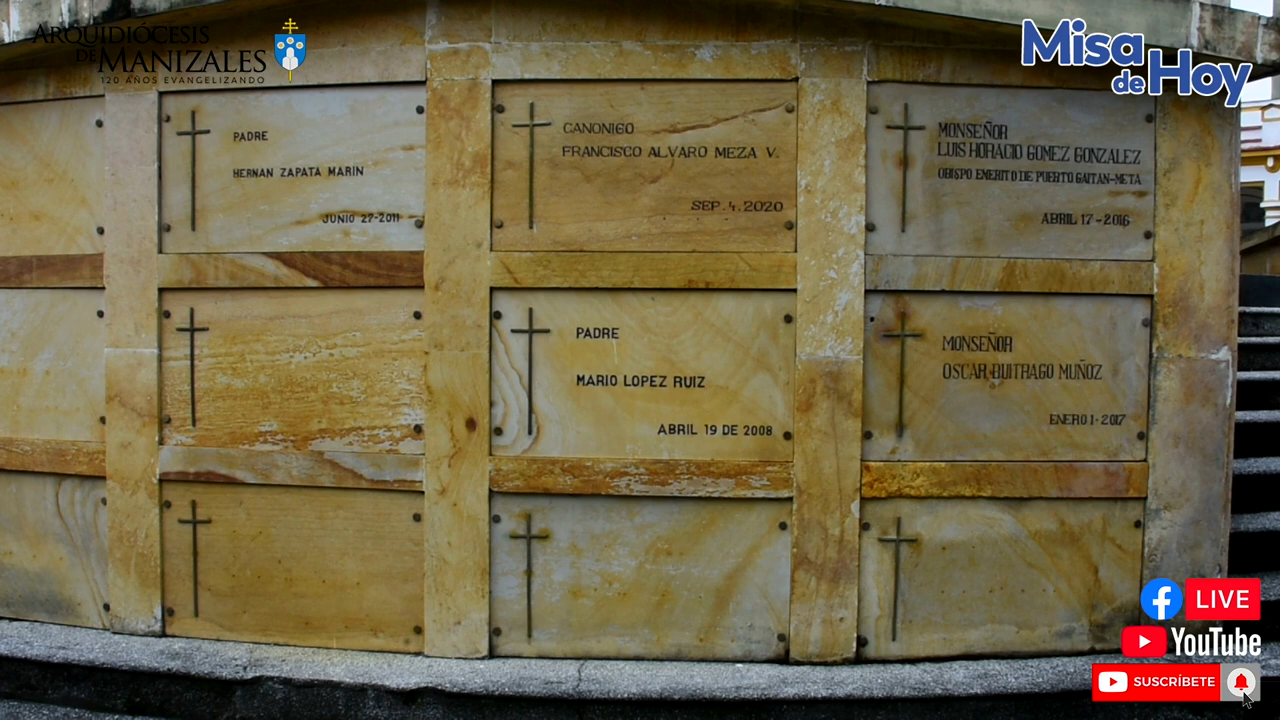 ARQUIDIÓCESIS
DE MANIZALES
120 AÑOS EVANGELIZANDO
Misa
de Hoy
PADRE
HERNAN ZAPATA MARIN
JUNIO 27-2011
CANONIGO
FRANCISCO ALVARO MEZA V.
SEP. 4. 2020
MONSEÑOR
LUIS HORACIO GOMEZ GONZALEZ
OBISPO EMERITO DE PUERTO GAITAN-META
ABRIL 17-2016
PADRE
MARIO LOPEZ RUIZ
ABRIL 19 DE 2008
MONSEÑOR
OSCAR BUITRAGO MUÑOZ
ENERO 1-2017
LIVE
YouTube
SUSCRÍBETE